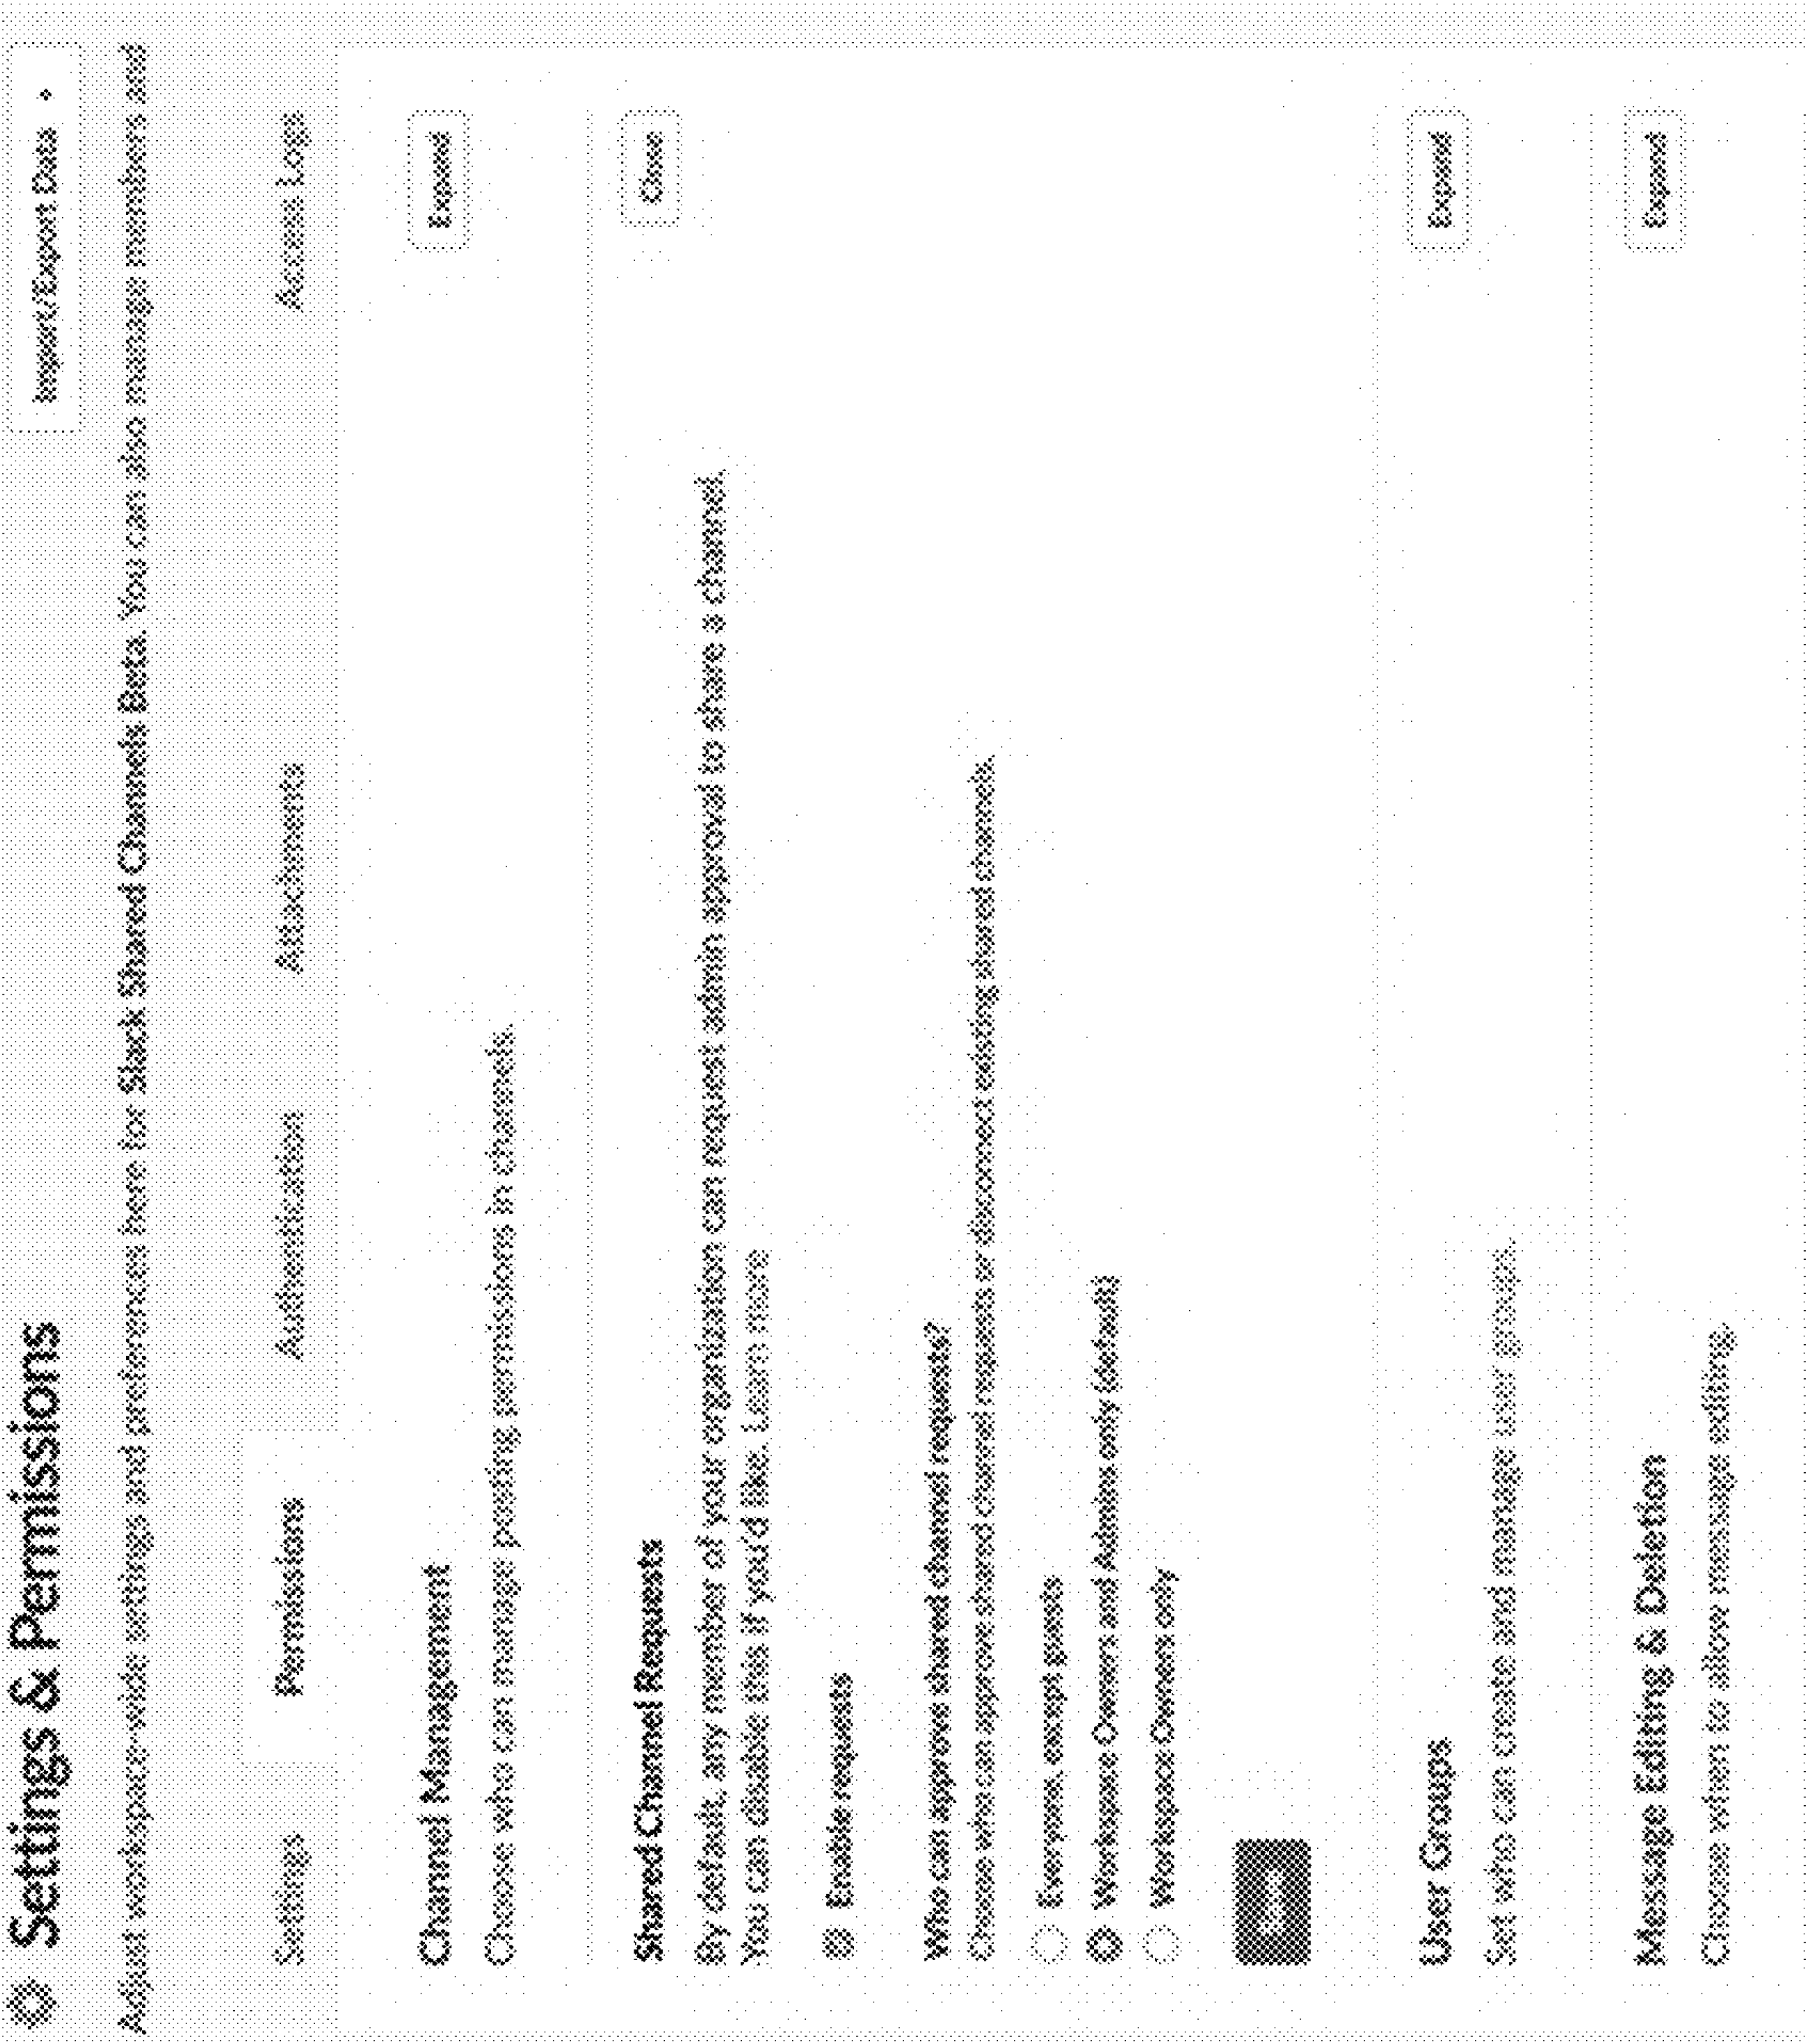 Settings & Permissions
Import/Export Data
Adjust workspace-wide settings and preferences here for Slack Shared Channels Beta. You can also manage members and
Settings
Permissions
Authentication
Attachments
Access Logs
Channel Management
Expand
Choose who can manage posting permissions in channels.
Shared Channel Requests
Close
By default, any member of your organization can request admin approval to share a channel.
You can disable this if you'd like. Learn more
Enable requests
Who can approve shared channel requests?
Choose who can approve shared channel requests or disconnect existing shared channels.
Everyone, except guests
Workspace Owners and Admins only (default)
Workspace Owners only
User Groups
Expand
Set who can create and manage user groups.
Message Editing & Deletion
Expand
Choose when to allow message editing.